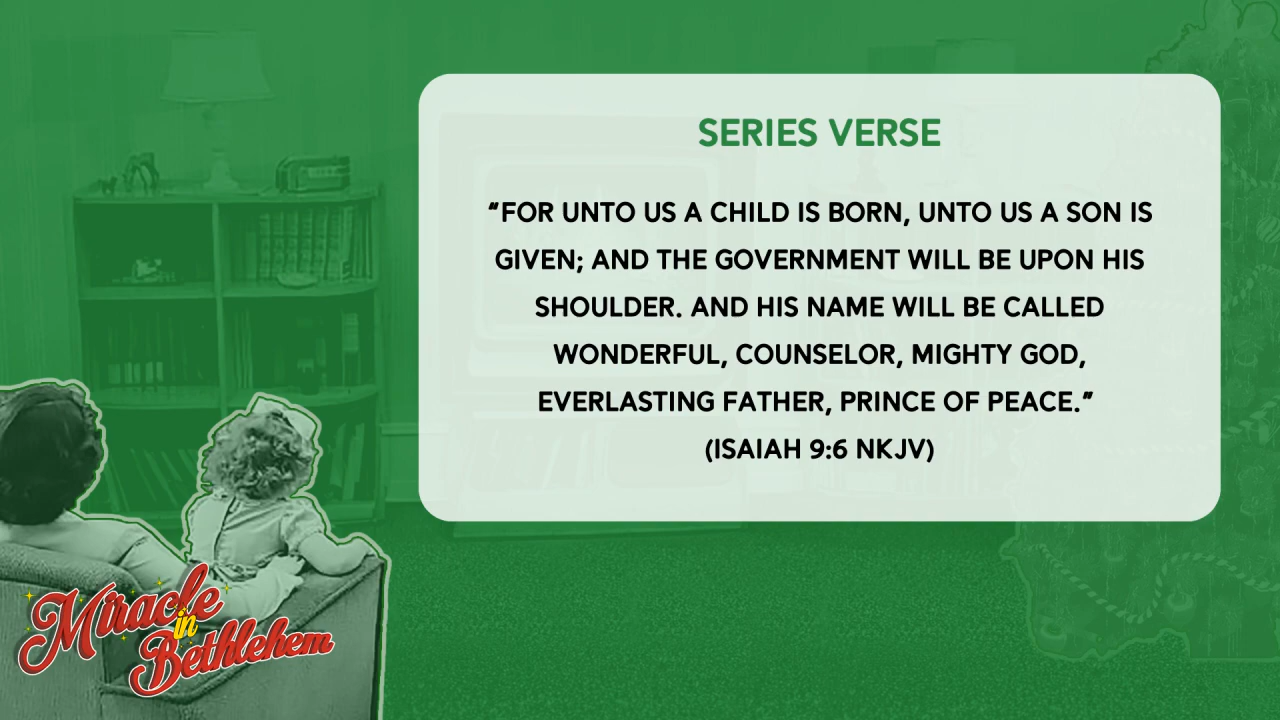 SERIES VERSE
“FOR UNTO US A CHILD IS BORN, UNTO US A SON IS
GIVEN; AND THE GOVERNMENT WILL BE UPON HIS
SHOULDER. AND HIS NAME WILL BE CALLED
WONDERFUL, COUNSELOR, MIGHTY GOD,
EVERLASTING FATHER, PRINCE OF PEACE.”
(ISAIAH 9:6 NKJV)
Miracle
in
Bethlehem